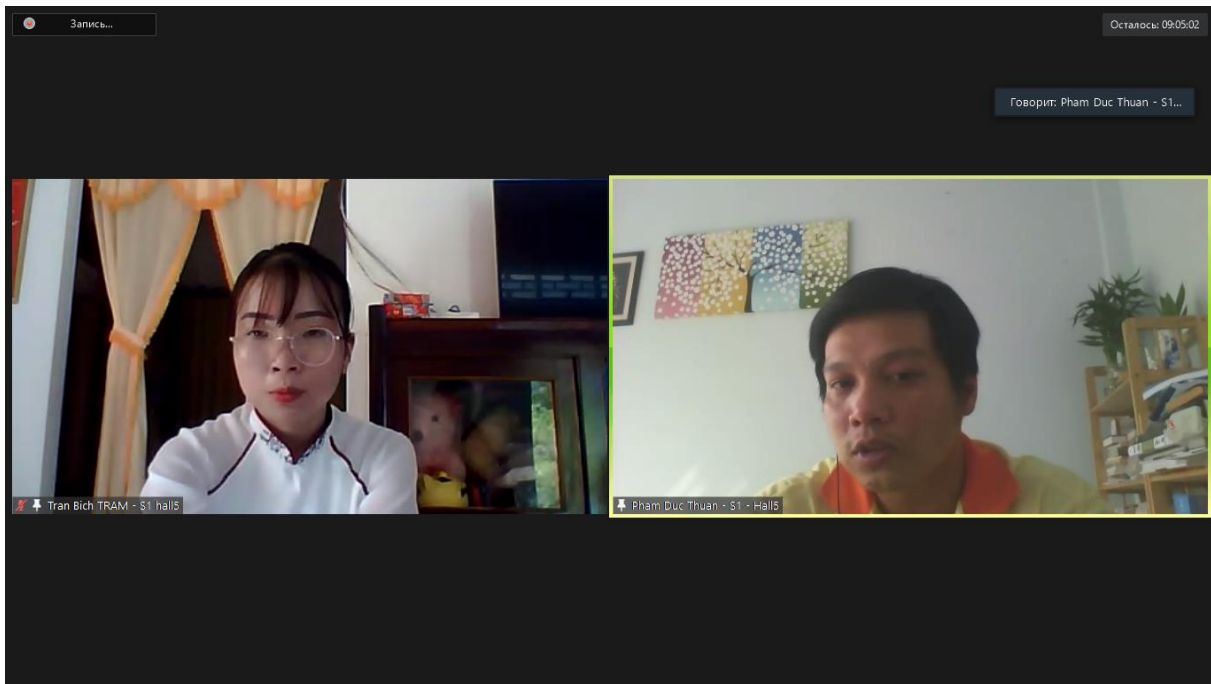 Запись...
Осталось: 09:05:02
Говорит: Pham Duc Thuan - S1...
Tran Bich TRAM - S1 hall5
Pham Duc Thuan - S1 - Hall5